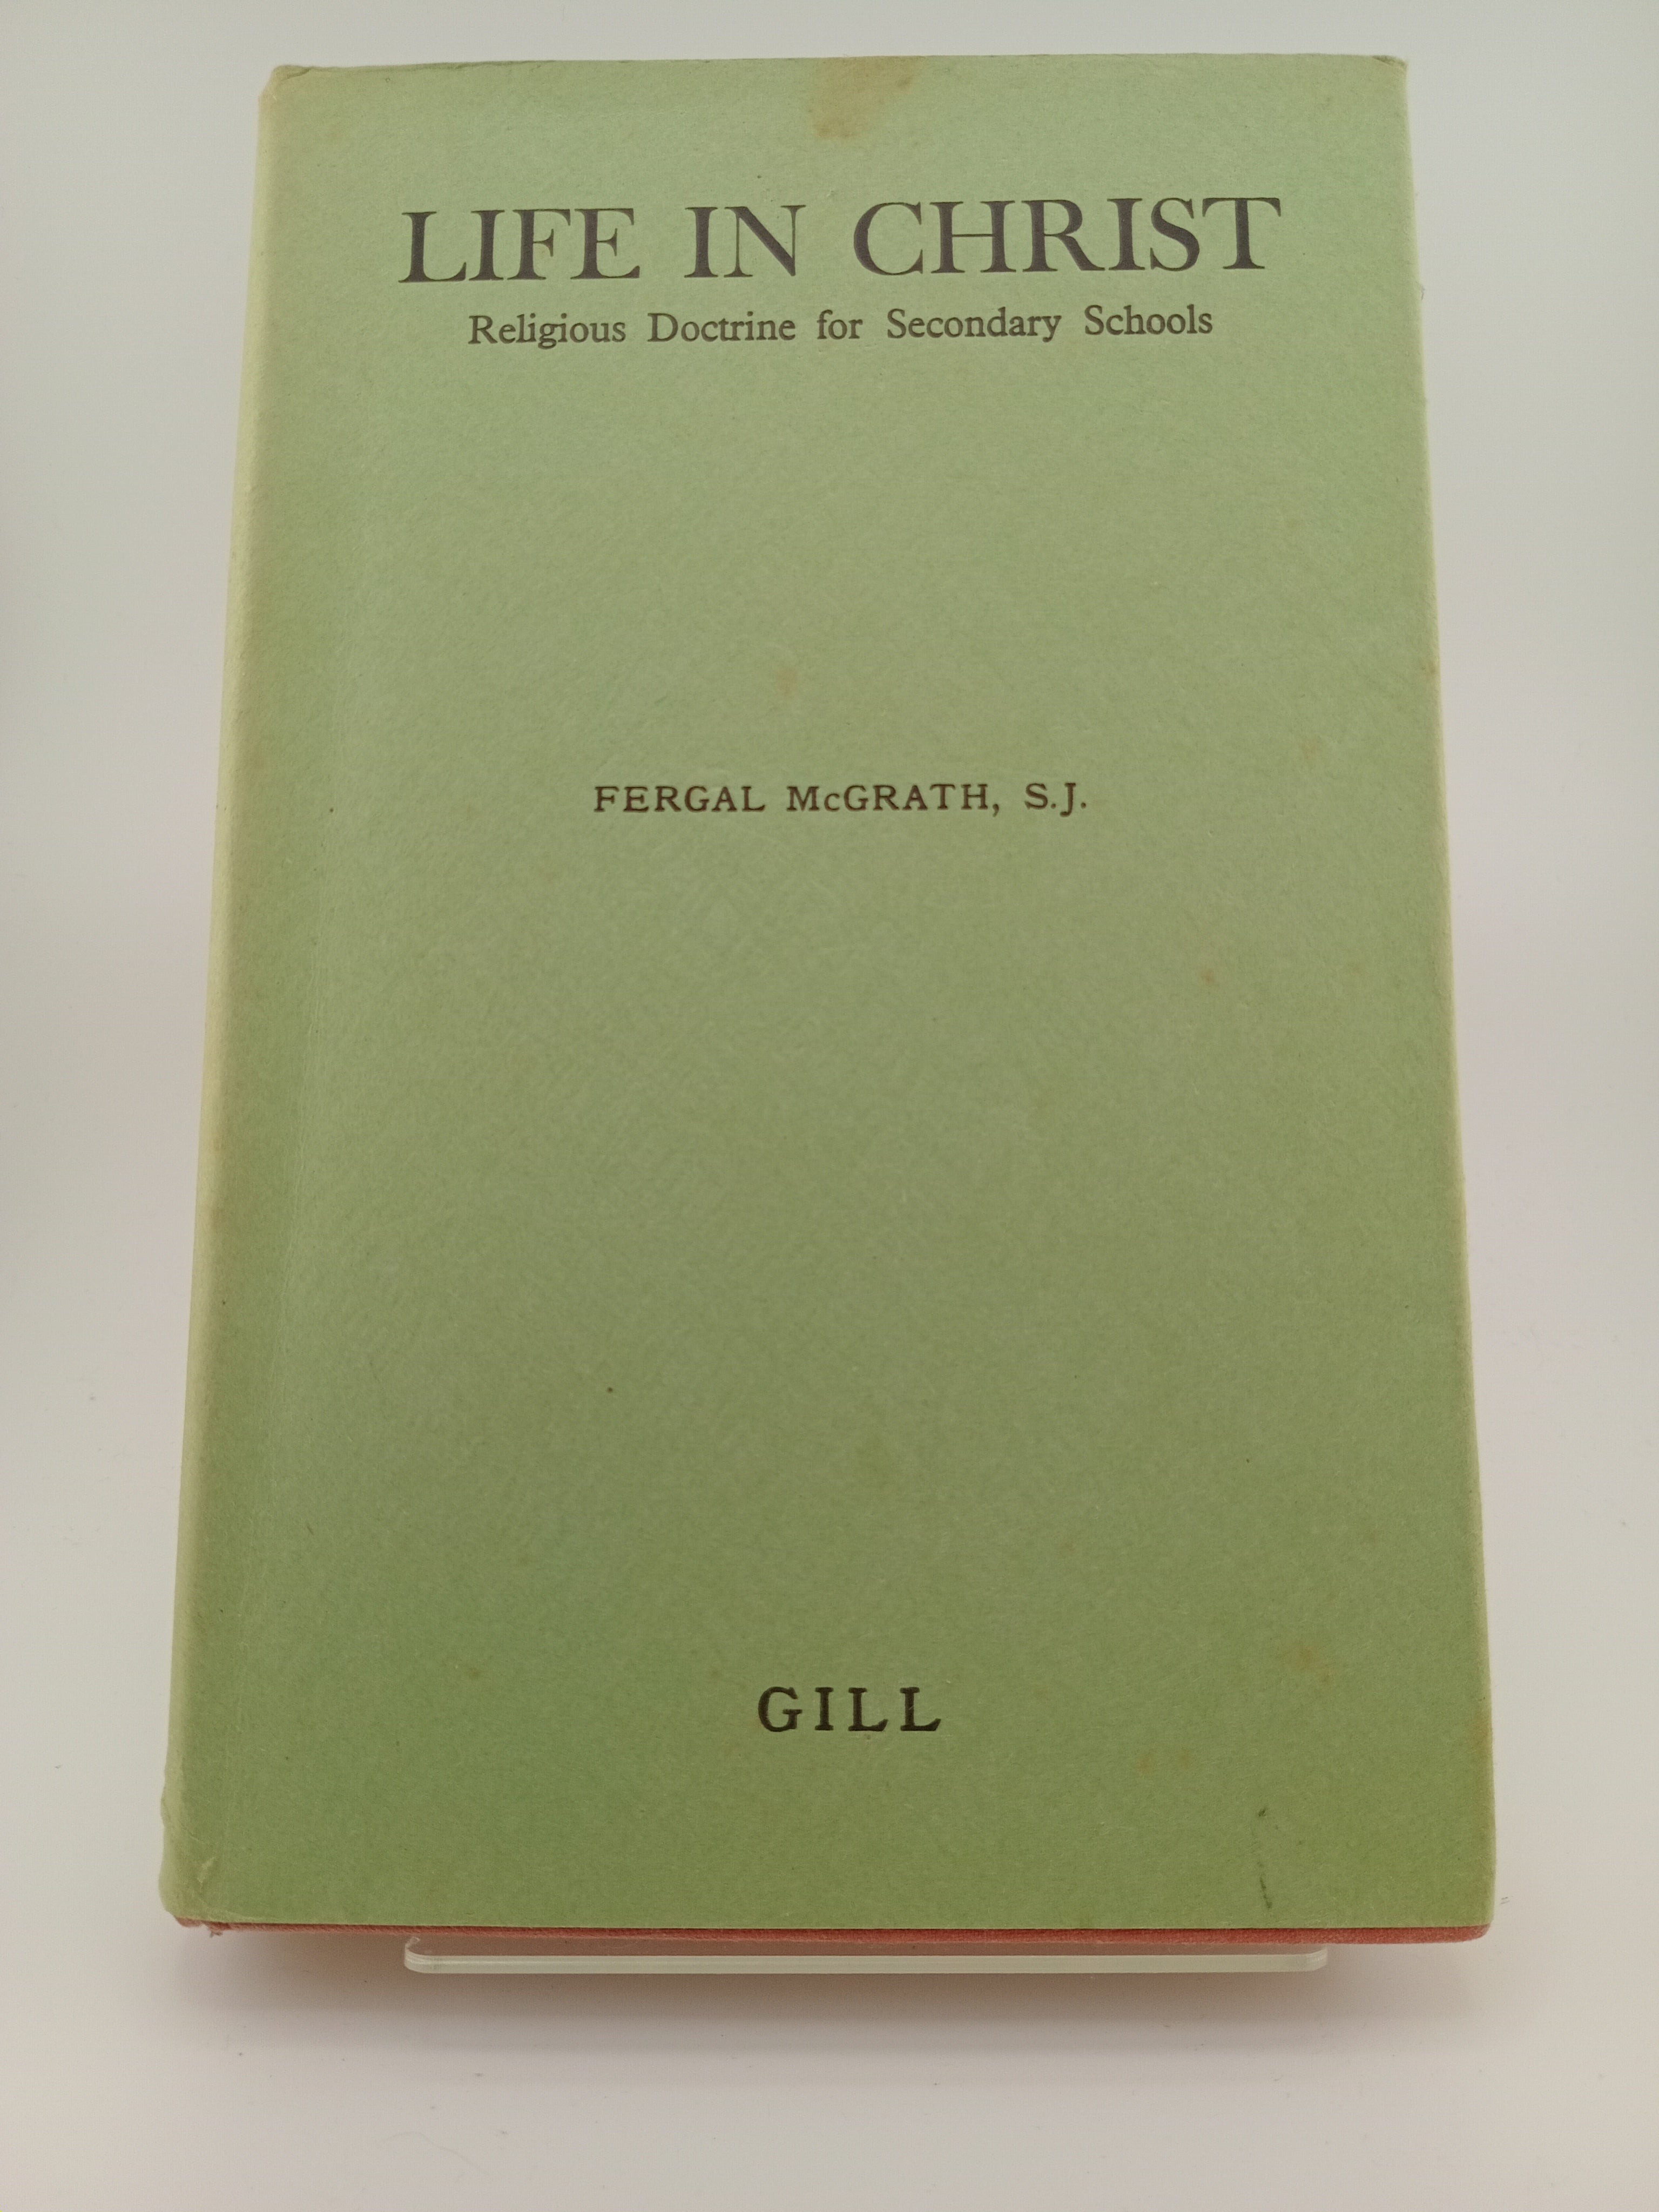 LIFE IN CHRIST
Religious Doctrine for Secondary Schools
FERGAL McGRATH, S.J.
GILL